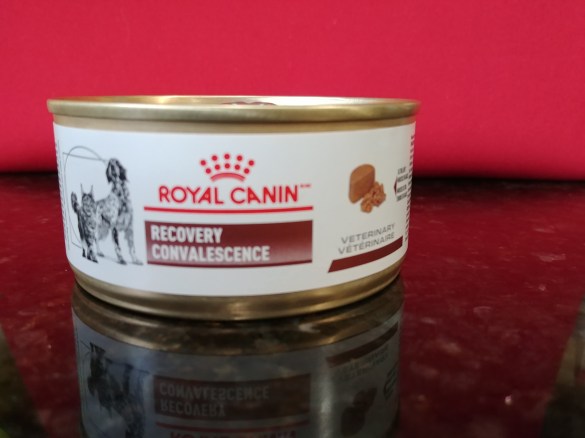 ROYAL CANIN
RECOVERY
CONVALESCENCE
VETERINARY
VÉTÉRINAIRE